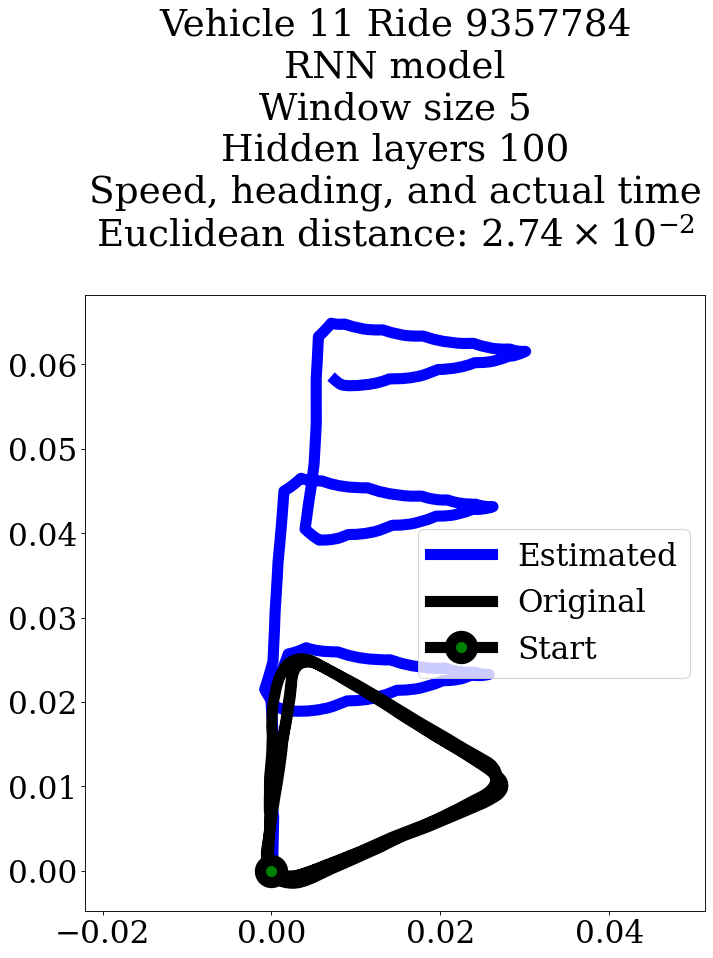 Vehicle 11 Ride 9357784
RNN model
Window size 5
Hidden layers 100
Speed, heading, and actual time
Euclidean distance: 2.74 × 10⁻²
0.06
0.05
0.04
0.03
0.02
0.01
0.00
Estimated
Original
Start
−0.02 0.00 0.02 0.04